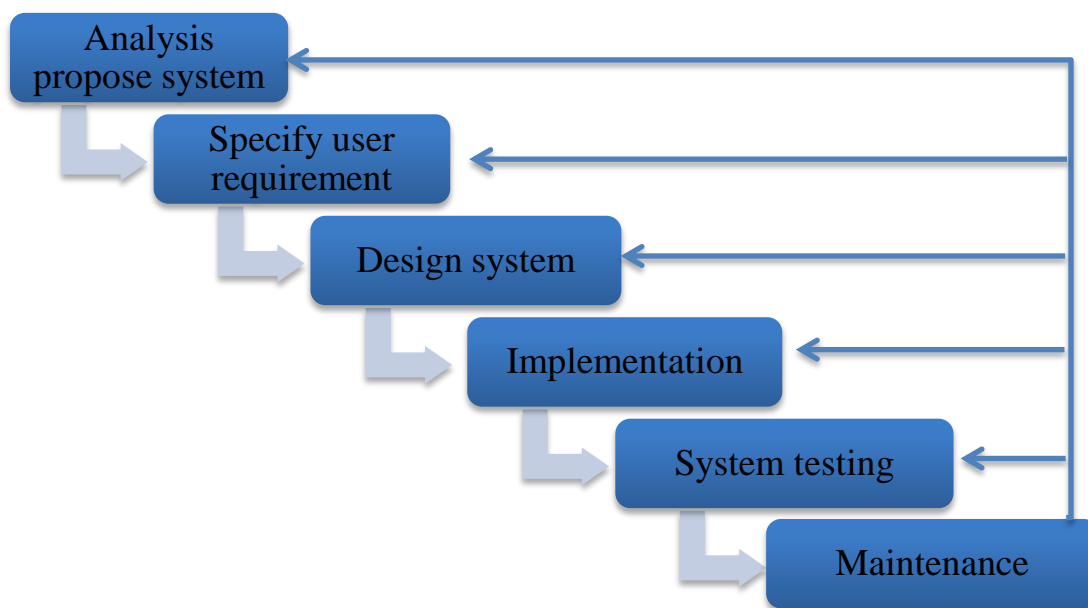 Analysis
propose system
Specify user
requirement
Design system
Implementation
System testing
Maintenance